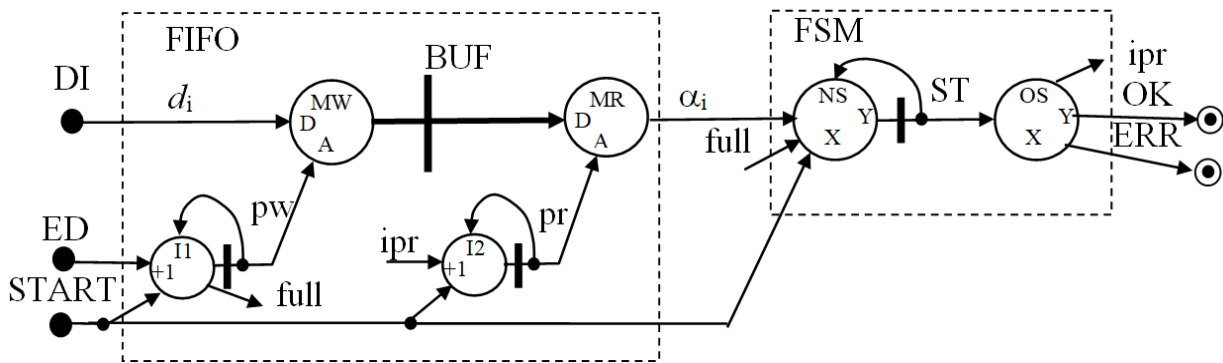 FIFO
BUF
FSM
DI
d_i
MW
D
A
MR
D
A
α_i
full
NS
Y
X
ST
OS
Y
X
ipr
OK
ERR
ED
START
I1
+1
pw
full
ipr
I2
+1
pr